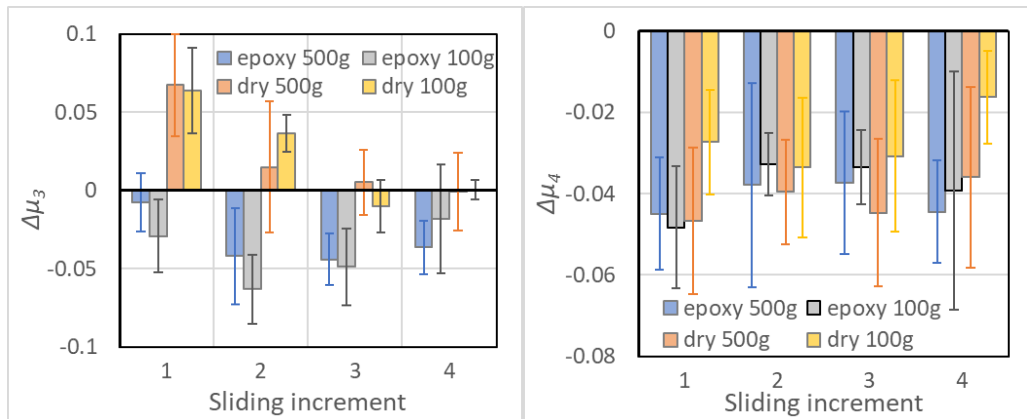 0.1
0.05
0
-0.05
-0.1
Δμ3
epoxy 500g
epoxy 100g
dry 500g
dry 100g
1 2 3 4
Sliding increment
0
-0.02
-0.04
-0.06
-0.08
Δμ4
epoxy 500g
epoxy 100g
dry 500g
dry 100g
1 2 3 4
Sliding increment